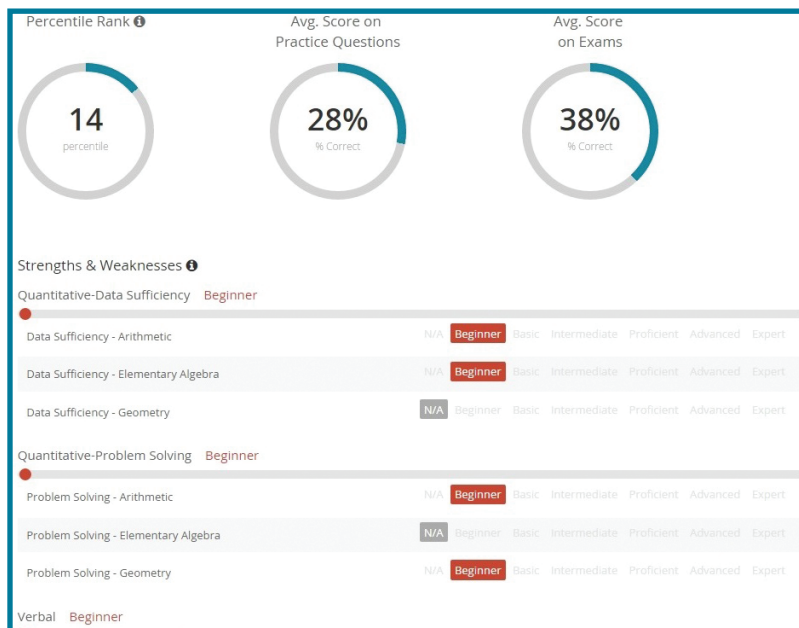 Percentile Rank
Avg. Score on
Practice Questions
Avg. Score
on Exams
14
percentile
28%
% Correct
38%
% Correct
Strengths & Weaknesses
Quantitative-Data Sufficiency Beginner
Data Sufficiency - Arithmetic N/A Beginner Basic Intermediate Proficient Advanced Expert
Data Sufficiency - Elementary Algebra N/A Beginner Basic Intermediate Proficient Advanced Expert
Data Sufficiency - Geometry N/A Beginner Basic Intermediate Proficient Advanced Expert
Quantitative-Problem Solving Beginner
Problem Solving - Arithmetic N/A Beginner Basic Intermediate Proficient Advanced Expert
Problem Solving - Elementary Algebra N/A Beginner Basic Intermediate Proficient Advanced Expert
Problem Solving - Geometry N/A Beginner Basic Intermediate Proficient Advanced Expert
Verbal Beginner